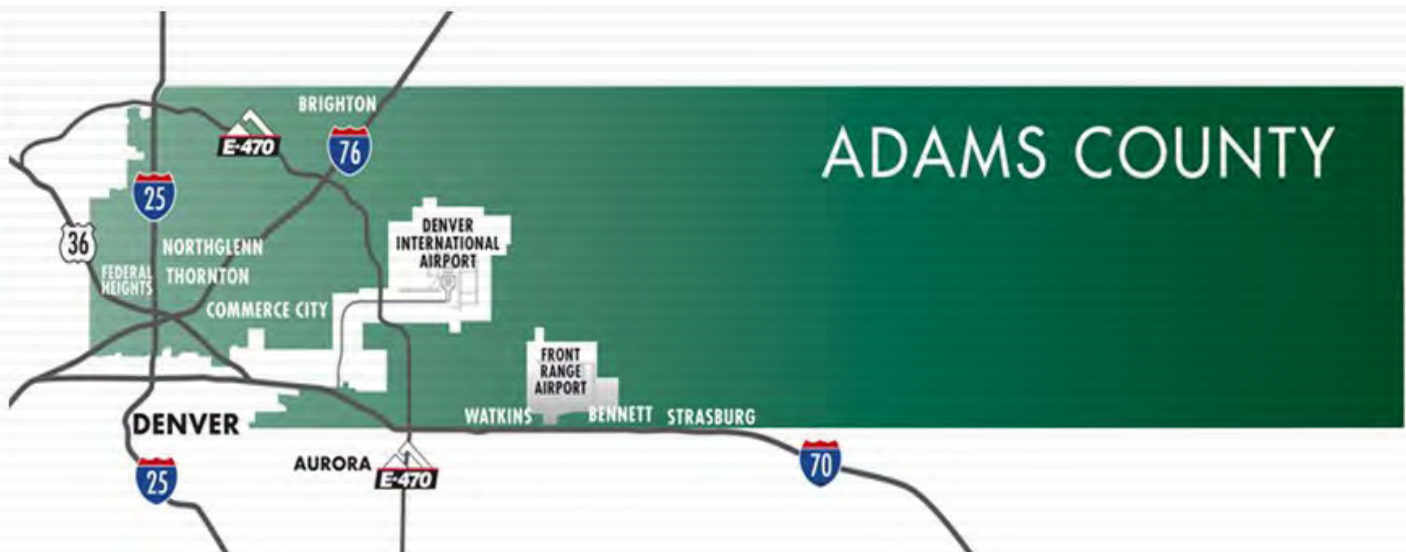 BRIGHTON
ADAMS COUNTY
E-470
76
25
36
DENVER
INTERNATIONAL
AIRPORT
NORTHGLENN
FEDERAL
HEIGHTS
THORNTON
COMMERCE CITY
FRONT
RANGE
AIRPORT
WATKINS
BENNETT
STRASBURG
DENVER
AURORA
E-470
25
70